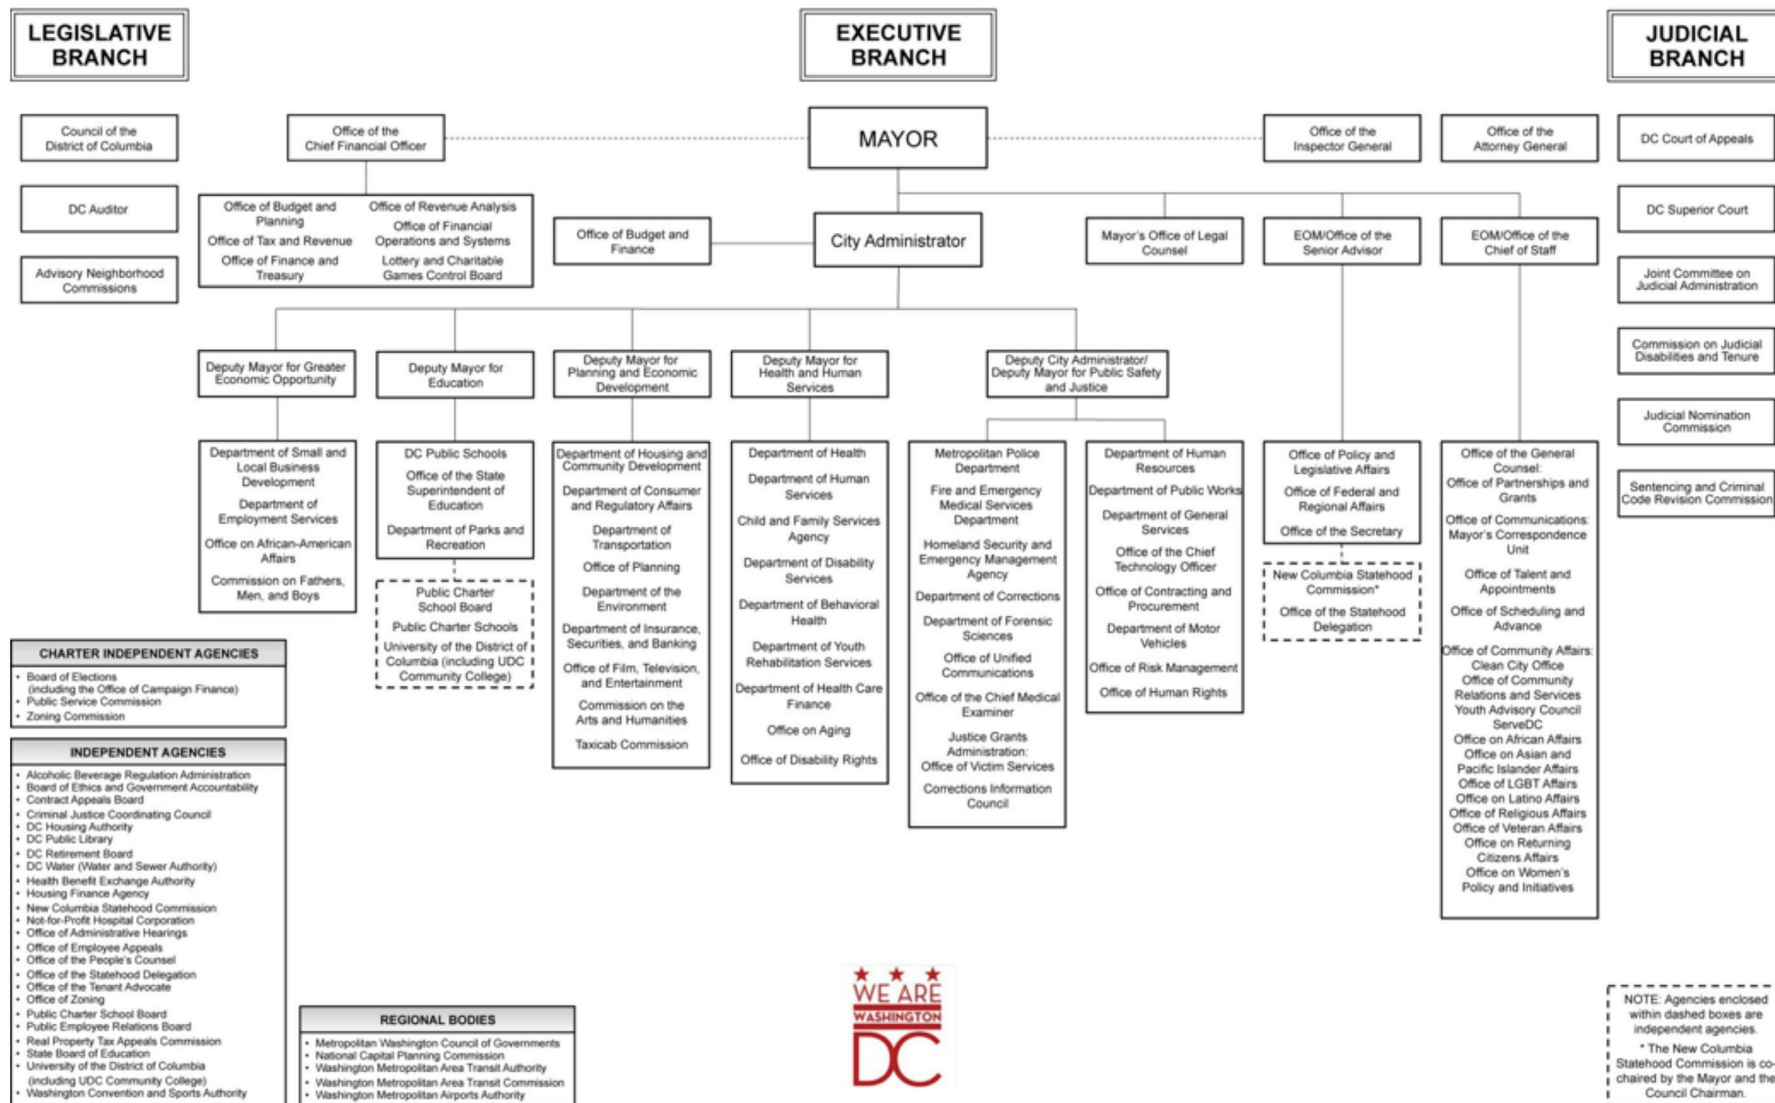 LEGISLATIVE
BRANCH
EXECUTIVE
BRANCH
JUDICIAL
BRANCH
Council of the
District of Columbia
DC Auditor
Advisory Neighborhood
Commissions
Office of the
Chief Financial Officer
Office of Budget and
Planning
Office of Tax and Revenue
Office of Finance and
Treasury
Office of Revenue Analysis
Office of Financial
Operations and Systems
Lottery and Charitable
Games Control Board
MAYOR
Office of the
Inspector General
Office of the
Attorney General
Office of Budget and
Finance
City Administrator
Mayor's Office of Legal
Counsel
EOM/Office of the
Senior Advisor
EOM/Office of the
Chief of Staff
DC Court of Appeals
DC Superior Court
Joint Committee on
Judicial Administration
Commission on Judicial
Disabilities and Tenure
Judicial Nomination
Commission
Sentencing and Criminal
Code Revision Commission
Deputy Mayor for Greater
Economic Opportunity
Deputy Mayor for
Education
Deputy Mayor for
Planning and Economic
Development
Deputy Mayor for
Health and Human
Services
Deputy City Administrator/
Deputy Mayor for Public Safety
and Justice
Department of Small and
Local Business
Development
Department of
Employment Services
Office on African-American
Affairs
Commission on Fathers,
Men, and Boys
DC Public Schools
Office of the State
Superintendent of
Education
Department of Parks and
Recreation
Public Charter
School Board
Public Charter Schools
University of the District of
Columbia (including UDC
Community College)
Department of Housing and
Community Development
Department of Consumer
and Regulatory Affairs
Department of
Transportation
Office of Planning
Department of the
Environment
Department of Insurance,
Securities, and Banking
Office of Film, Television,
and Entertainment
Commission on the
Arts and Humanities
Taxicab Commission
Department of Health
Department of Human
Services
Child and Family Services
Agency
Department of Disability
Services
Department of Behavioral
Health
Department of Youth
Rehabilitation Services
Department of Health Care
Finance
Office on Aging
Office of Disability Rights
Metropolitan Police
Department
Fire and Emergency
Medical Services
Department
Homeland Security and
Emergency Management
Agency
Department of Corrections
Department of Forensic
Sciences
Office of Unified
Communications
Office of the Chief Medical
Examiner
Justice Grants
Administration:
Office of Victim Services
Corrections Information
Council
Department of Human
Resources
Department of Public Works
Department of General
Services
Office of the Chief
Technology Officer
Office of Contracting and
Procurement
Department of Motor
Vehicles
Office of Risk Management
Office of Human Rights
Office of Policy and
Legislative Affairs
Office of Federal and
Regional Affairs
Office of the Secretary
New Columbia Statehood
Commission*
Office of the Statehood
Delegation
Office of the General
Counsel:
Office of Partnerships and
Grants
Office of Communications:
Mayor's Correspondence
Unit
Office of Talent and
Appointments
Office of Scheduling and
Advance
Office of Community Affairs:
Clean City Office
Office of Community
Relations and Services
Youth Advisory Council
ServeDC
Office on African Affairs
Office on Asian and
Pacific Islander Affairs
Office of LGBT Affairs
Office on Latino Affairs
Office of Religious Affairs
Office of Veteran Affairs
Office on Returning
Citizens Affairs
Office on Women's
Policy and Initiatives
CHARTER INDEPENDENT AGENCIES
• Board of Elections
(including the Office of Campaign Finance)
• Public Service Commission
• Zoning Commission
INDEPENDENT AGENCIES
• Alcoholic Beverage Regulation Administration
• Board of Ethics and Government Accountability
• Contract Appeals Board
• Criminal Justice Coordinating Council
• DC Housing Authority
• DC Public Library
• DC Retirement Board
• DC Water (Water and Sewer Authority)
• Health Benefit Exchange Authority
• Housing Finance Agency
• New Columbia Statehood Commission
• Not-for-Profit Hospital Corporation
• Office of Administrative Hearings
• Office of Employee Appeals
• Office of the People's Counsel
• Office of the Statehood Delegation
• Office of the Tenant Advocate
• Office of Zoning
• Public Charter School Board
• Public Employee Relations Board
• Real Property Tax Appeals Commission
• State Board of Education
• University of the District of Columbia
(including UDC Community College)
• Washington Convention and Sports Authority
REGIONAL BODIES
• Metropolitan Washington Council of Governments
• National Capital Planning Commission
• Washington Metropolitan Area Transit Authority
• Washington Metropolitan Area Transit Commission
• Washington Metropolitan Airports Authority
WE ARE
WASHINGTON
DC
NOTE: Agencies enclosed
within dashed boxes are
independent agencies.
* The New Columbia
Statehood Commission is co-
chaired by the Mayor and the
Council Chairman.